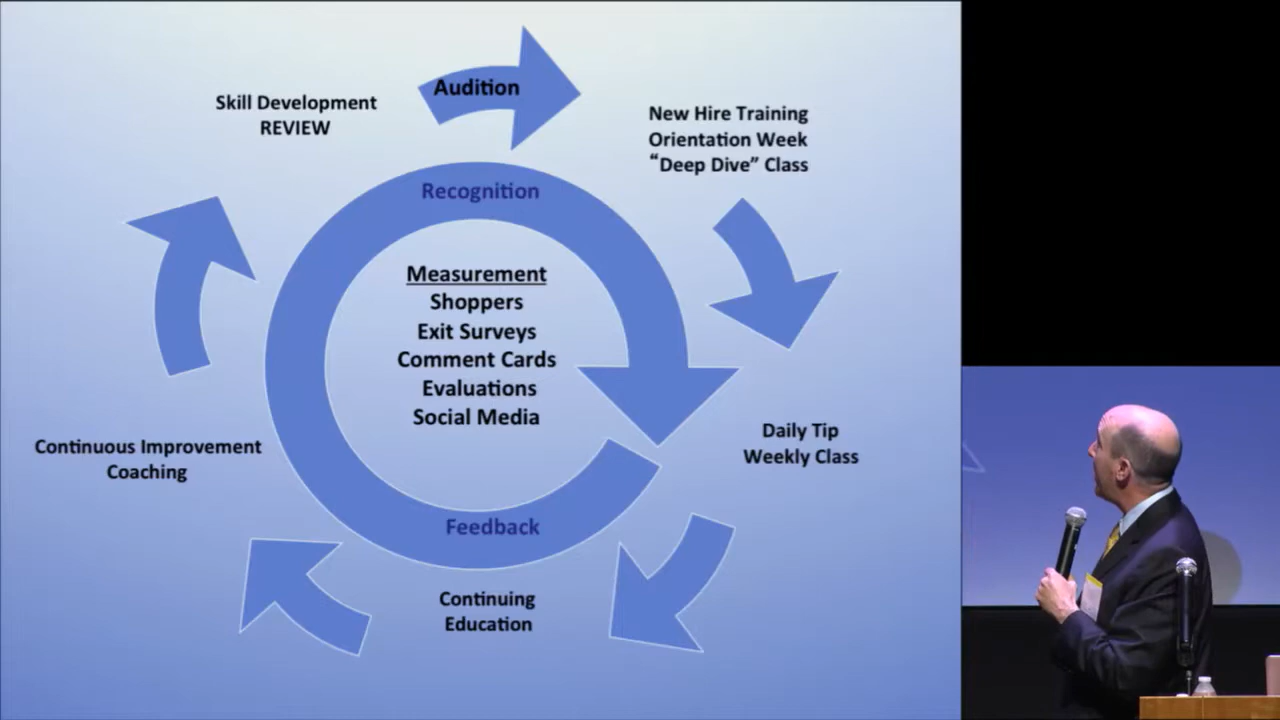 Audition
Skill Development
REVIEW
New Hire Training
Orientation Week
“Deep Dive” Class
Recognition
Measurement
Shoppers
Exit Surveys
Comment Cards
Evaluations
Social Media
Daily Tip
Weekly Class
Continuous Improvement
Coaching
Feedback
Continuing
Education